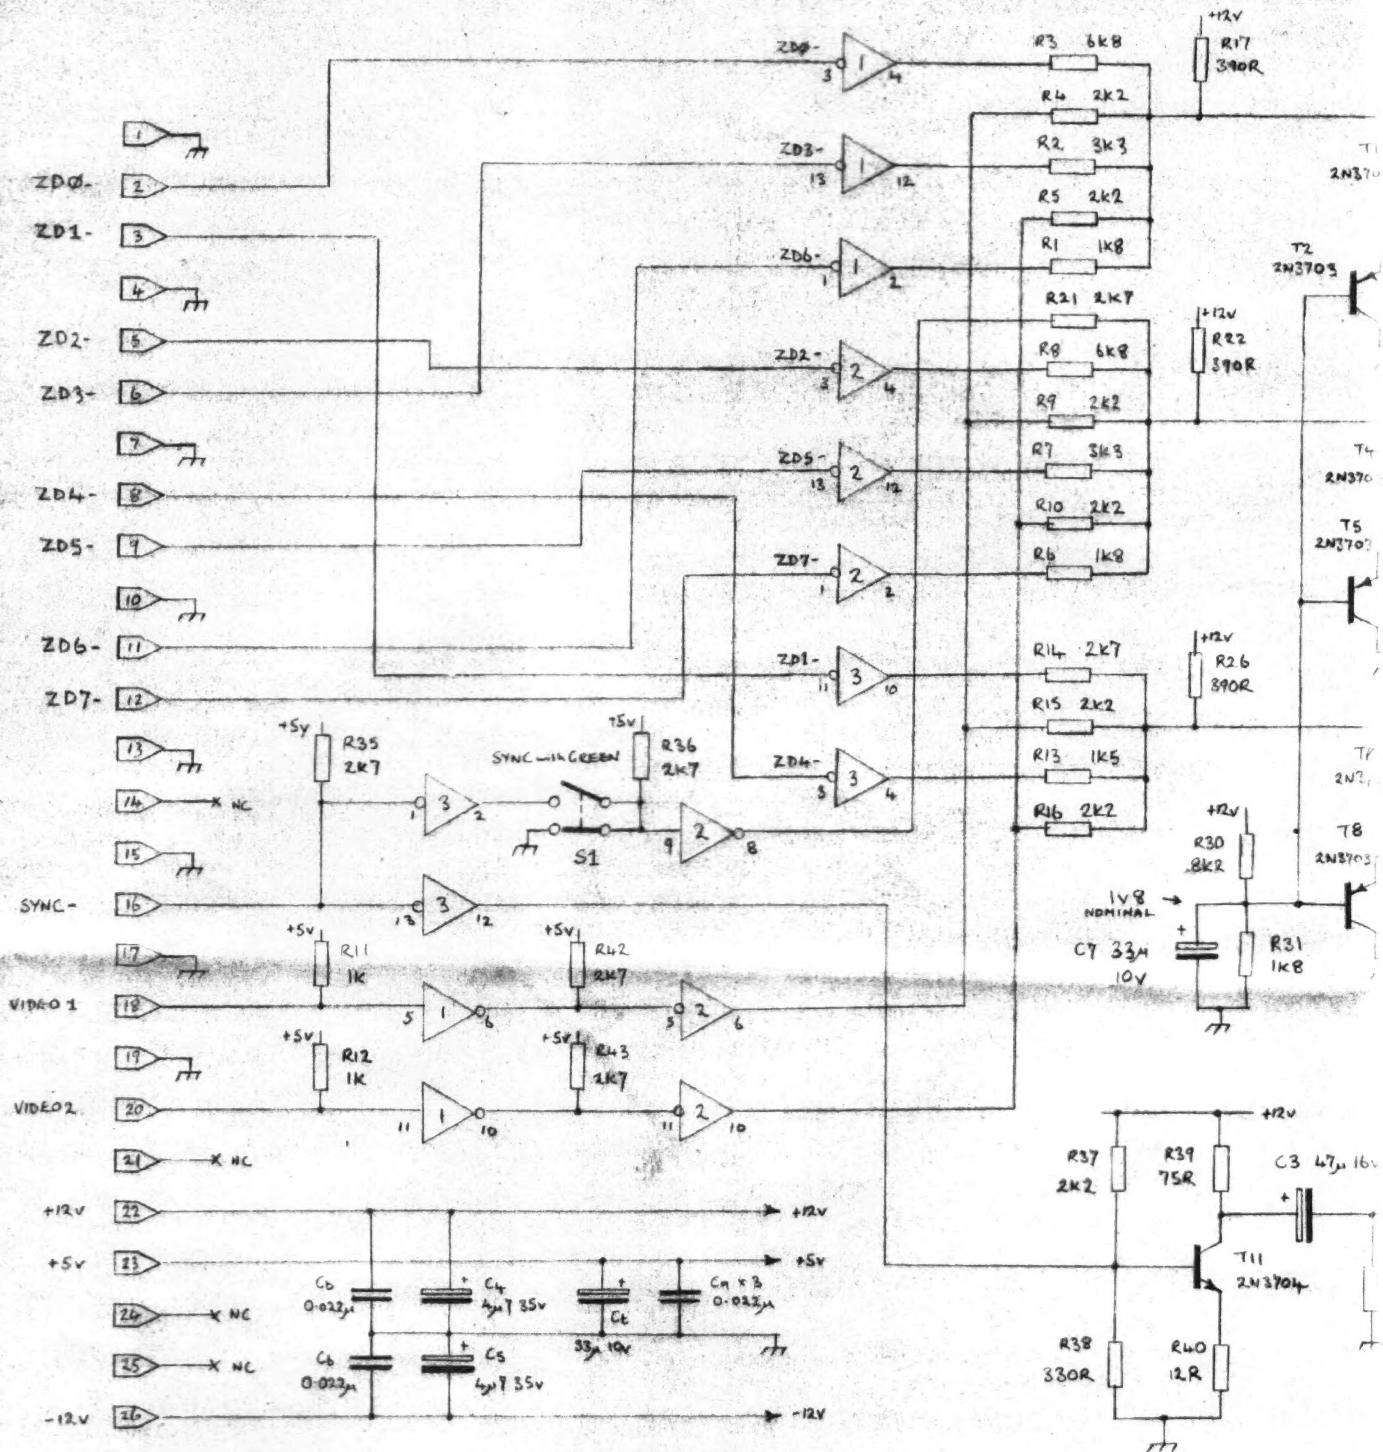 1
ZDØ- 2
ZD1- 3
4
ZD2- 5
ZD3- 6
7
ZD4- 8
ZD5- 9
10
ZD6- 11
ZD7- 12
13
14 NC
15
SYNC- 16
17
VIDEO 1 18
19
VIDEO 2 20
21 NC
+12v 22
+5v 23
24 NC
25 NC
-12v 26
ZDØ-
3 1 4
ZD3-
13 1 12
ZD6-
1 1 2
ZD2-
3 2 4
ZD5-
13 2 12
ZD7-
1 2 2
ZD1-
11 3 10
ZD4-
3 3 4
R3 6K8
R4 2K2
R2 3K3
R5 2K2
R1 1K8
R21 2K7
R8 6K8
R9 2K2
R7 3K3
R10 2K2
R6 1K8
R14 2K7
R15 2K2
R13 1K5
R16 2K2
+12v
R17
390R
+12v
R22
390R
+12v
R26
390R
T1
2N370
T2
2N3703
T4
2N370
T5
2N3703
2N3
T8
2N3703
+12v
R30
8K2
1V8
NOMINAL
+
C7 33µ
10V
R31
1K8
+5v
R35
2K7
1 3 2
SYNC with GREEN
S1
+5v
R36
2K7
9 2 8
13 3 12
+5v
R11
1K
5 1 6
+5v
R42
2K7
5 2 6
+5v
R12
1K
11 1 10
+5v
R43
2K7
11 2 10
+12v
+5v
-12v
Cb
0.022µ
+
C4
4µ7 35v
+
Ct
33µ 10v
Cn x 3
0.022µ
Cb
0.022µ
+
C5
4µ7 35v
+12v
R37
2K2
R39
75R
C3 47µ 16v
+
T11
2N3704
R38
330R
R40
12R